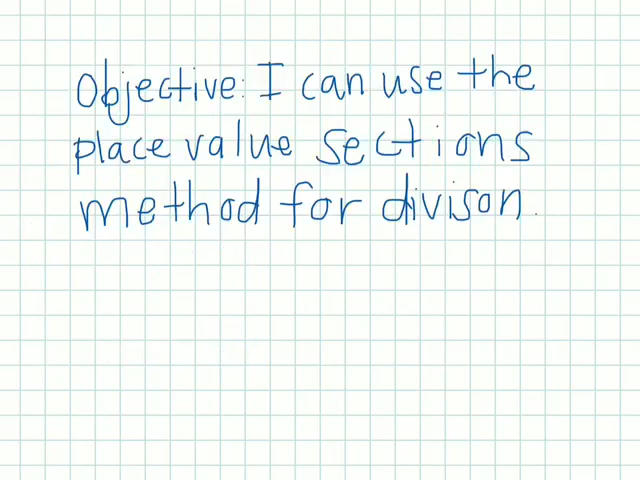 Objective: I can use the
place value sections
method for divison.